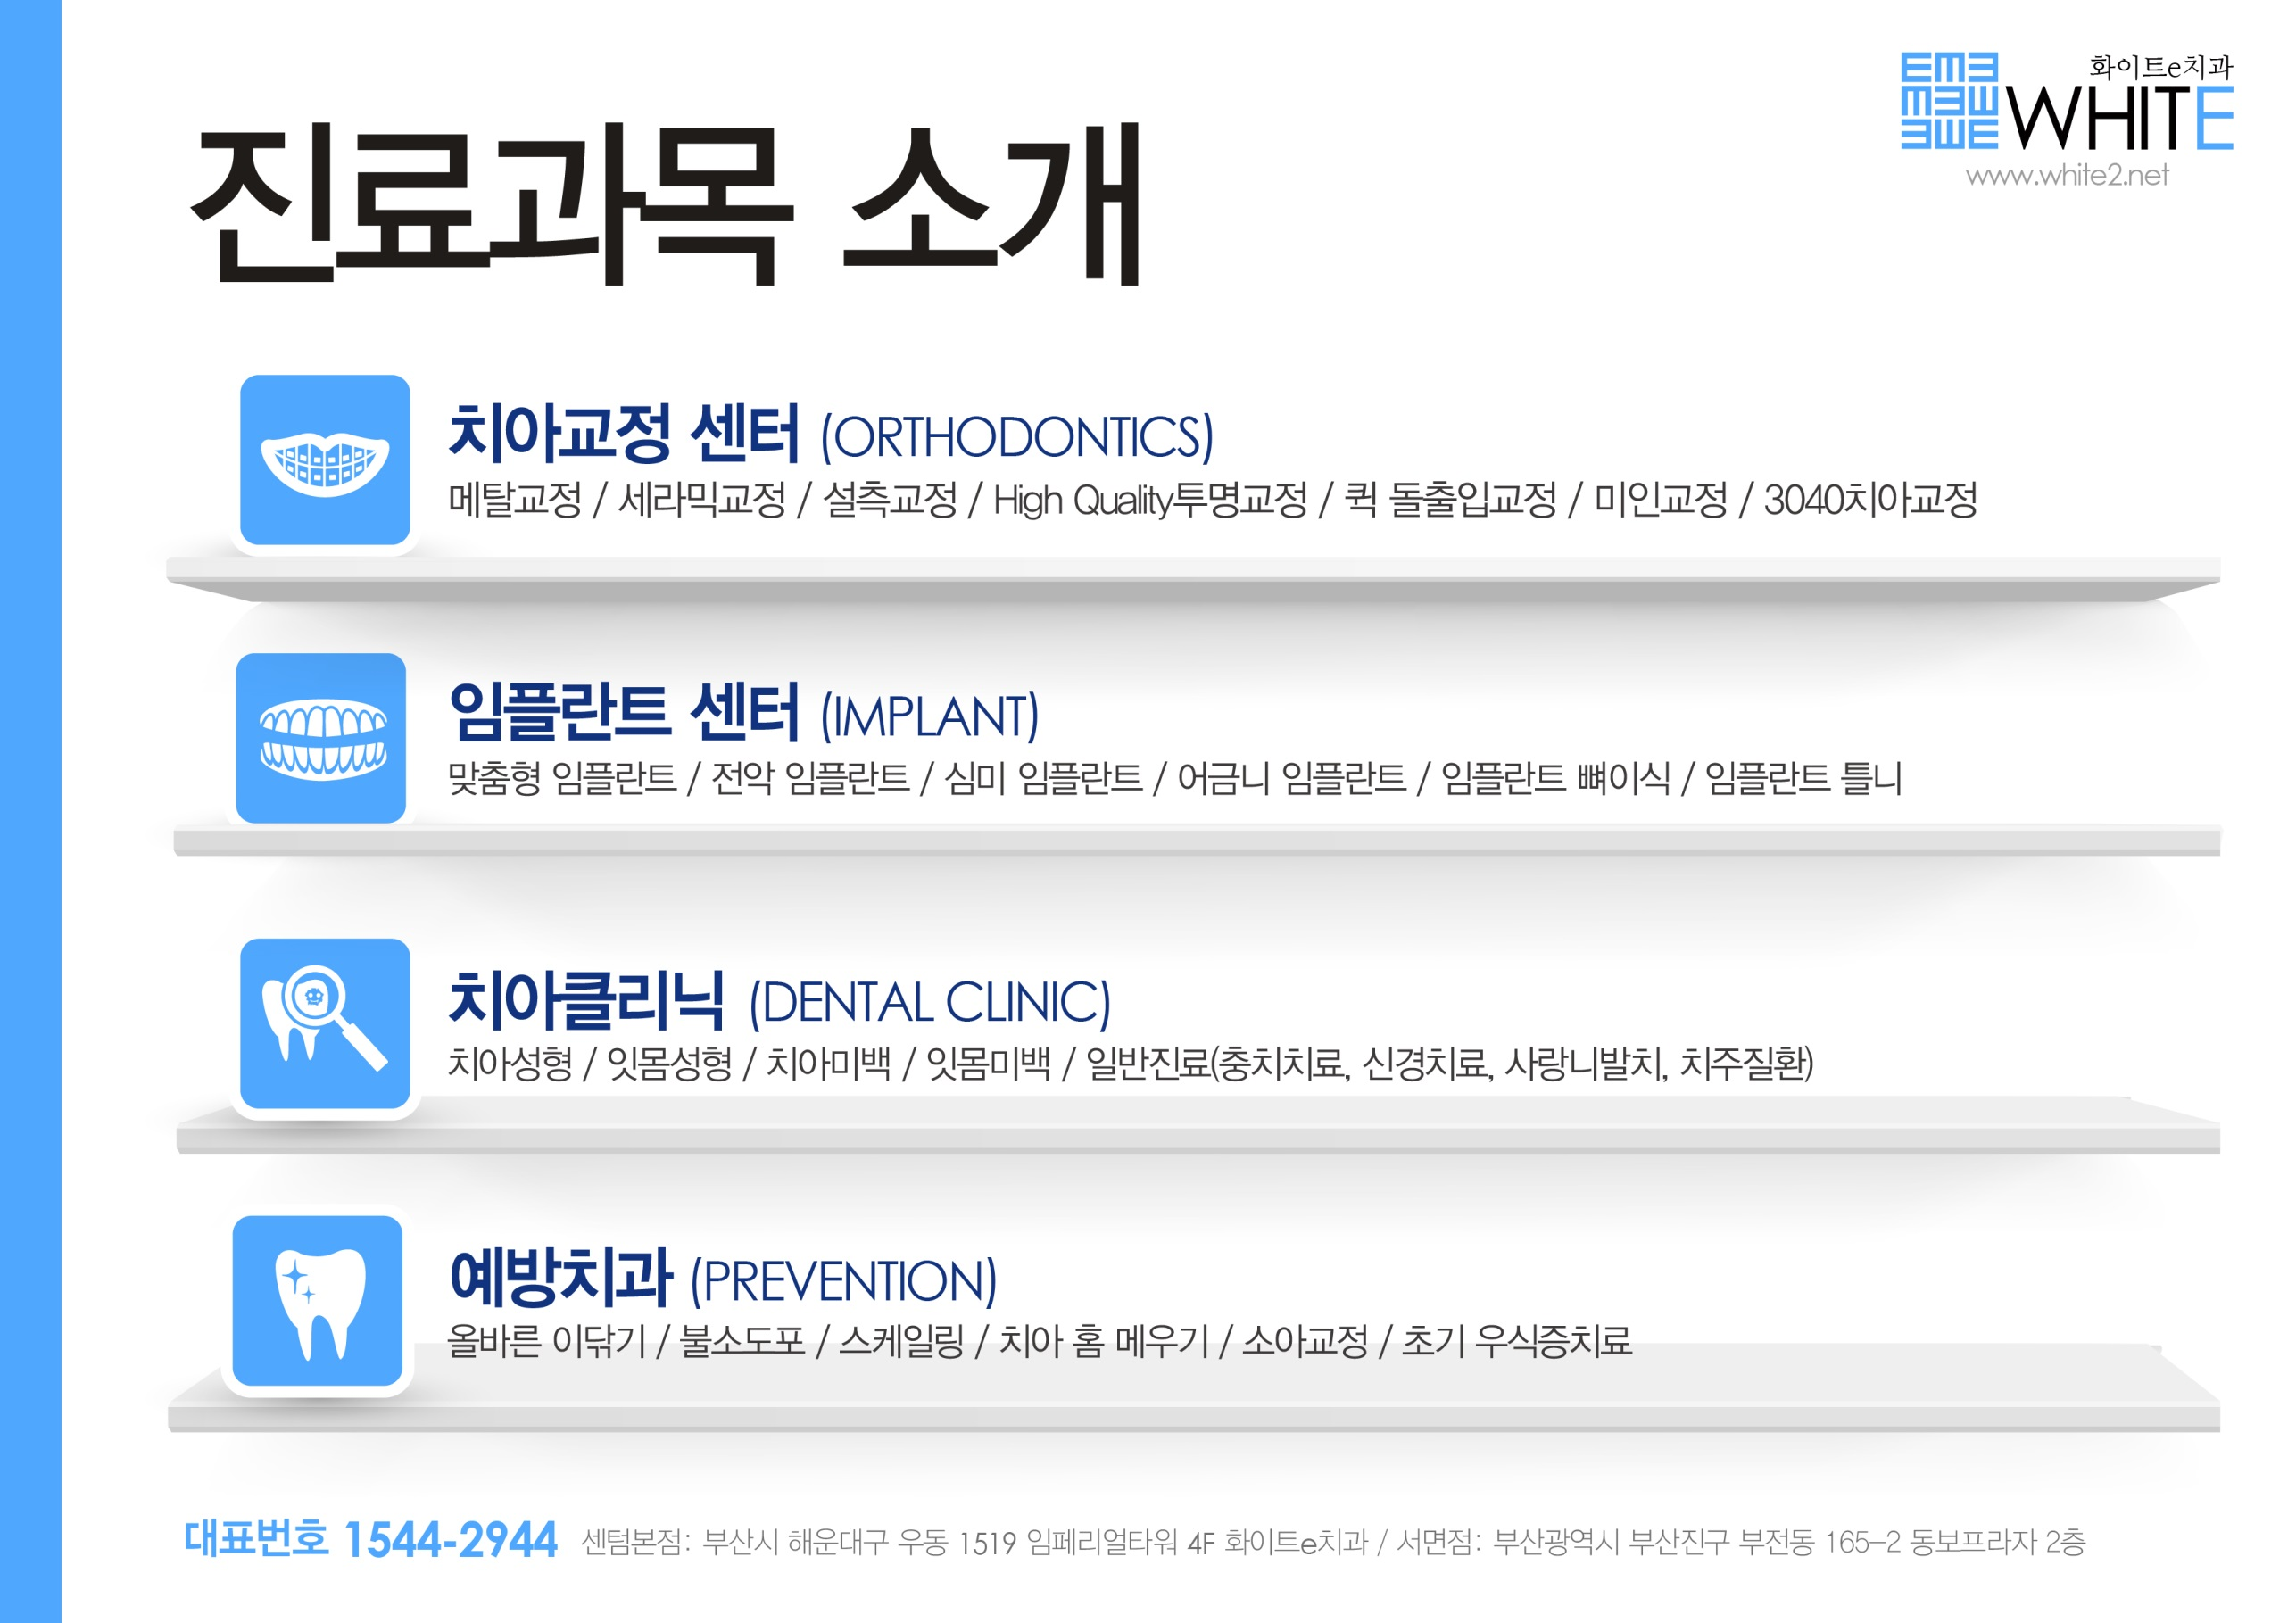 화이트e치과
WHITE
www.white2.net
진료과목 소개
치아교정 센터 (ORTHODONTICS)
메탈교정 / 세라믹교정 / 설측교정 / High Quality투명교정 / 퀵 돌출입교정 / 미인교정 / 3040치아교정
임플란트 센터 (IMPLANT)
맞춤형 임플란트 / 전악 임플란트 / 심미 임플란트 / 어금니 임플란트 / 임플란트 뼈이식 / 임플란트 틀니
치아클리닉 (DENTAL CLINIC)
치아성형 / 잇몸성형 / 치아미백 / 잇몸미백 / 일반진료(충치치료, 신경치료, 사랑니발치, 치주질환)
예방치과 (PREVENTION)
올바른 이닦기 / 불소도포 / 스케일링 / 치아 홈 메우기 / 소아교정 / 초기 우식증치료
대표번호 1544-2944 센텀본점: 부산시 해운대구 우동 1519 임페리얼타워 4F 화이트e치과 / 서면점: 부산광역시 부산진구 부전동 165-2 동보프라자 2층